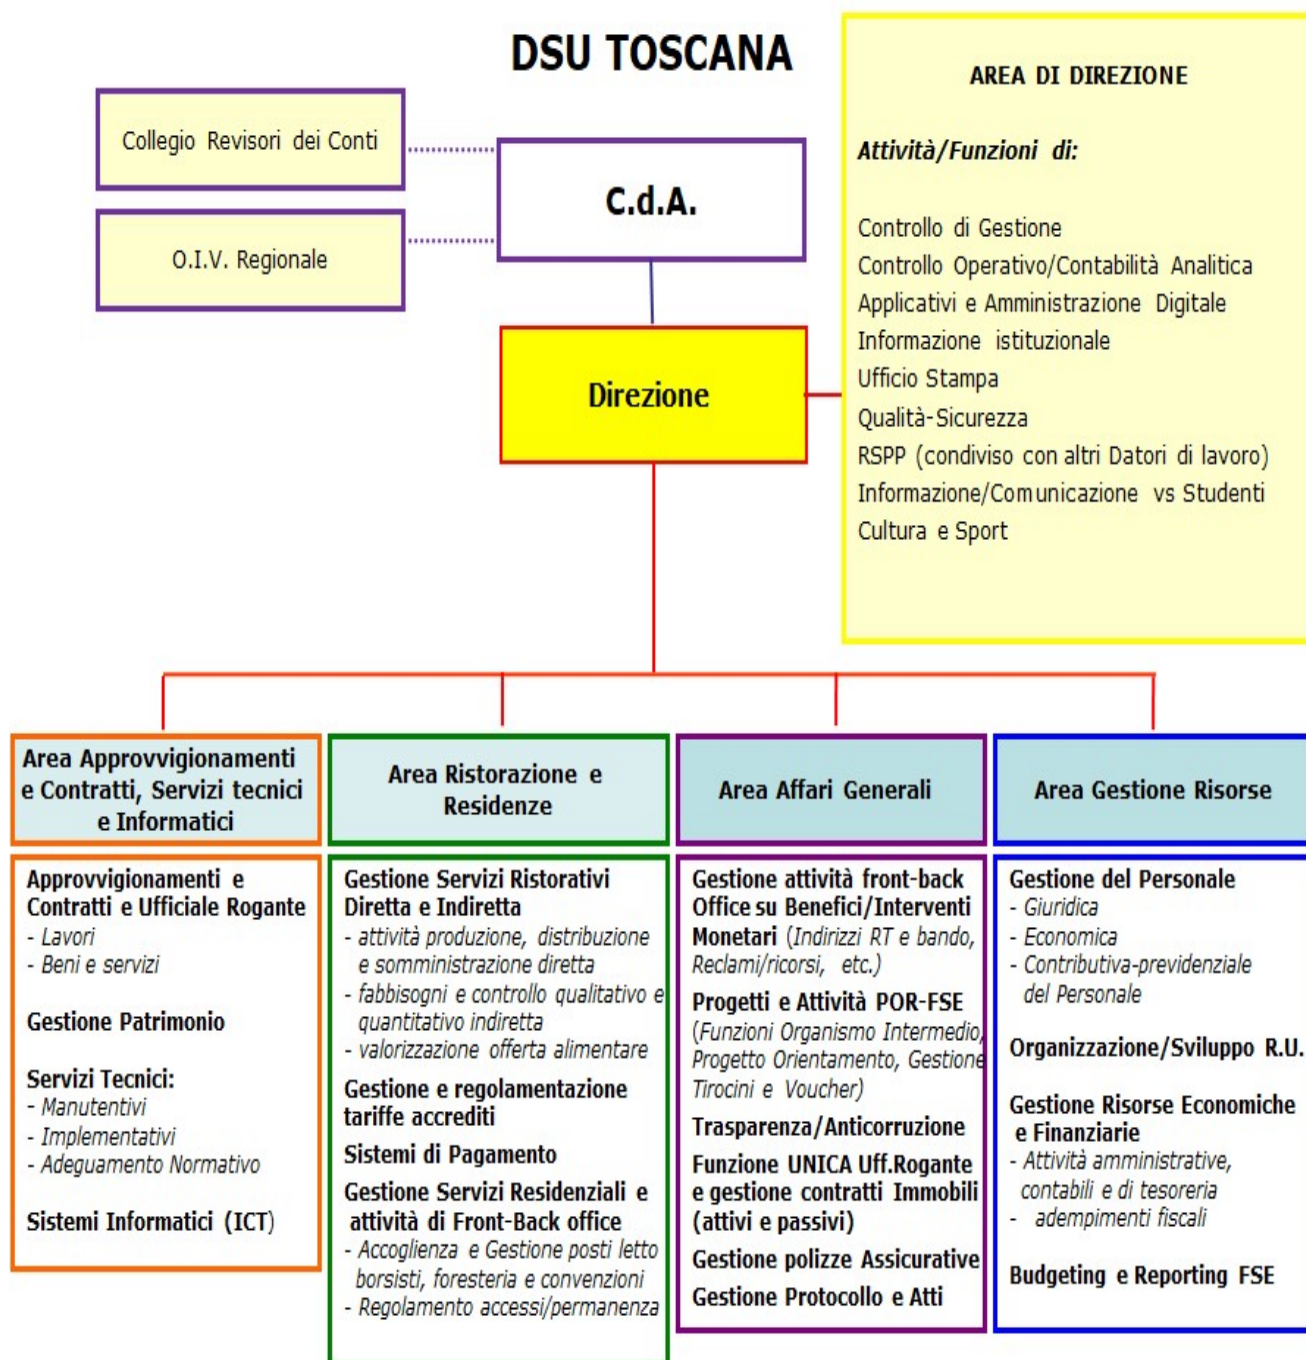 DSU TOSCANA
Collegio Revisori dei Conti
O.I.V. Regionale
C.d.A.
Direzione
AREA DI DIREZIONE
Attività/Funzioni di:
Controllo di Gestione
Controllo Operativo/Contabilità Analitica
Applicativi e Amministrazione Digitale
Informazione istituzionale
Ufficio Stampa
Qualità-Sicurezza
RSPP (condiviso con altri Datori di lavoro)
Informazione/Comunicazione vs Studenti
Cultura e Sport
Area Approvvigionamenti
e Contratti, Servizi tecnici
e Informatici
Approvvigionamenti e
Contratti e Ufficiale Rogante
- Lavori
- Beni e servizi
Gestione Patrimonio
Servizi Tecnici:
- Manutentivi
- Implementativi
- Adeguamento Normativo
Sistemi Informatici (ICT)
Area Ristorazione e
Residenze
Gestione Servizi Ristorativi
Diretta e Indiretta
- attività produzione, distribuzione
e somministrazione diretta
- fabbisogni e controllo qualitativo e
quantitativo indiretta
- valorizzazione offerta alimentare
Gestione e regolamentazione
tariffe accrediti
Sistemi di Pagamento
Gestione Servizi Residenziali e
attività di Front-Back office
- Accoglienza e Gestione posti letto
borsisti, foresteria e convenzioni
- Regolamento accessi/permanenza
Area Affari Generali
Gestione attività front-back
Office su Benefici/Interventi
Monetari (Indirizzi RT e bando,
Reclami/ricorsi, etc.)
Progetti e Attività POR-FSE
(Funzioni Organismo Intermedio,
Progetto Orientamento, Gestione
Tirocini e Voucher)
Trasparenza/Anticorruzione
Funzione UNICA Uff.Rogante
e gestione contratti Immobili
(attivi e passivi)
Gestione polizze Assicurative
Gestione Protocollo e Atti
Area Gestione Risorse
Gestione del Personale
- Giuridica
- Economica
- Contributiva-previdenziale
del Personale
Organizzazione/Sviluppo R.U.
Gestione Risorse Economiche
e Finanziarie
- Attività amministrative,
contabili e di tesoreria
- adempimenti fiscali
Budgeting e Reporting FSE